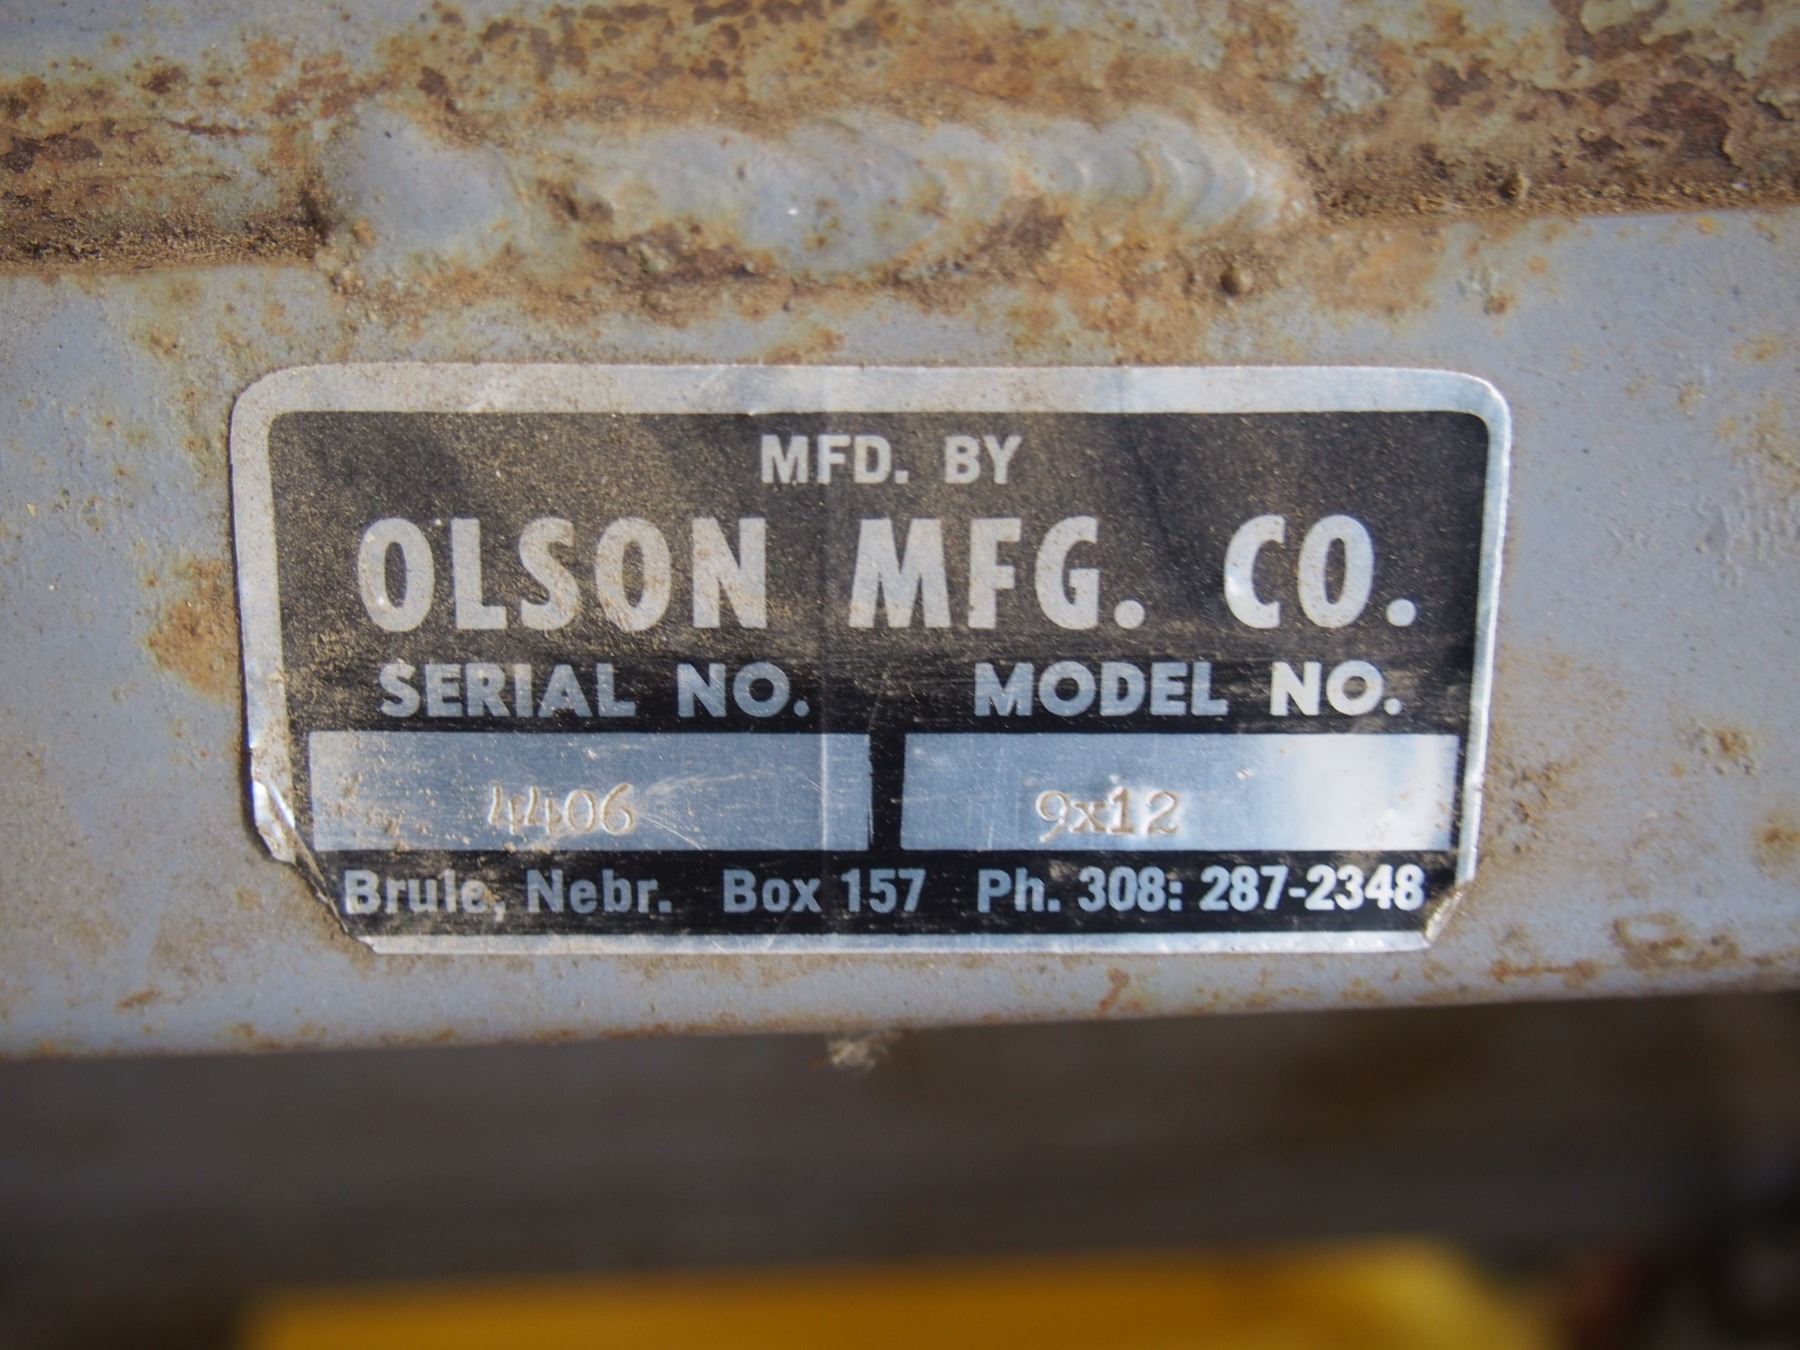 MFD. BY
OLSON MFG. CO.
SERIAL NO. MODEL NO.
4406 9x12
Brule, Nebr. Box 157 Ph. 308: 287-2348